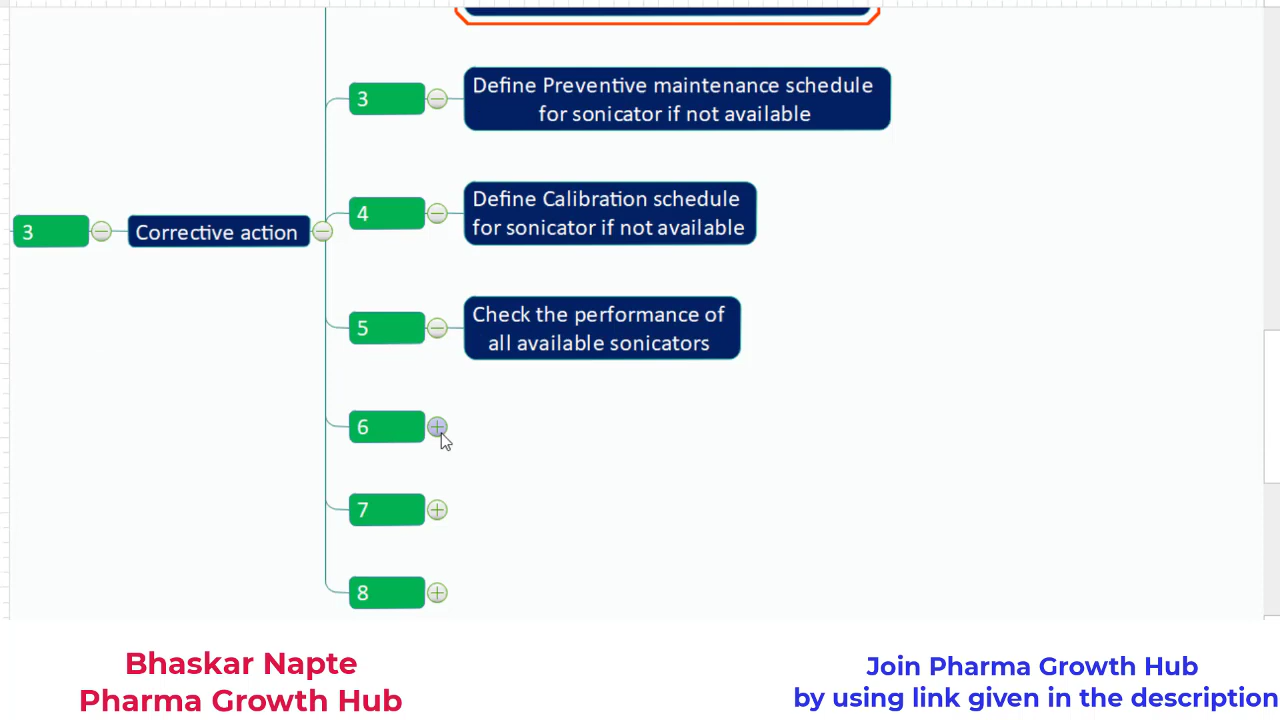 3
Define Preventive maintenance schedule
for sonicator if not available
4
Define Calibration schedule
for sonicator if not available
3
Corrective action
5
Check the performance of
all available sonicators
6
7
8
Bhaskar Napte
Pharma Growth Hub
Join Pharma Growth Hub
by using link given in the description